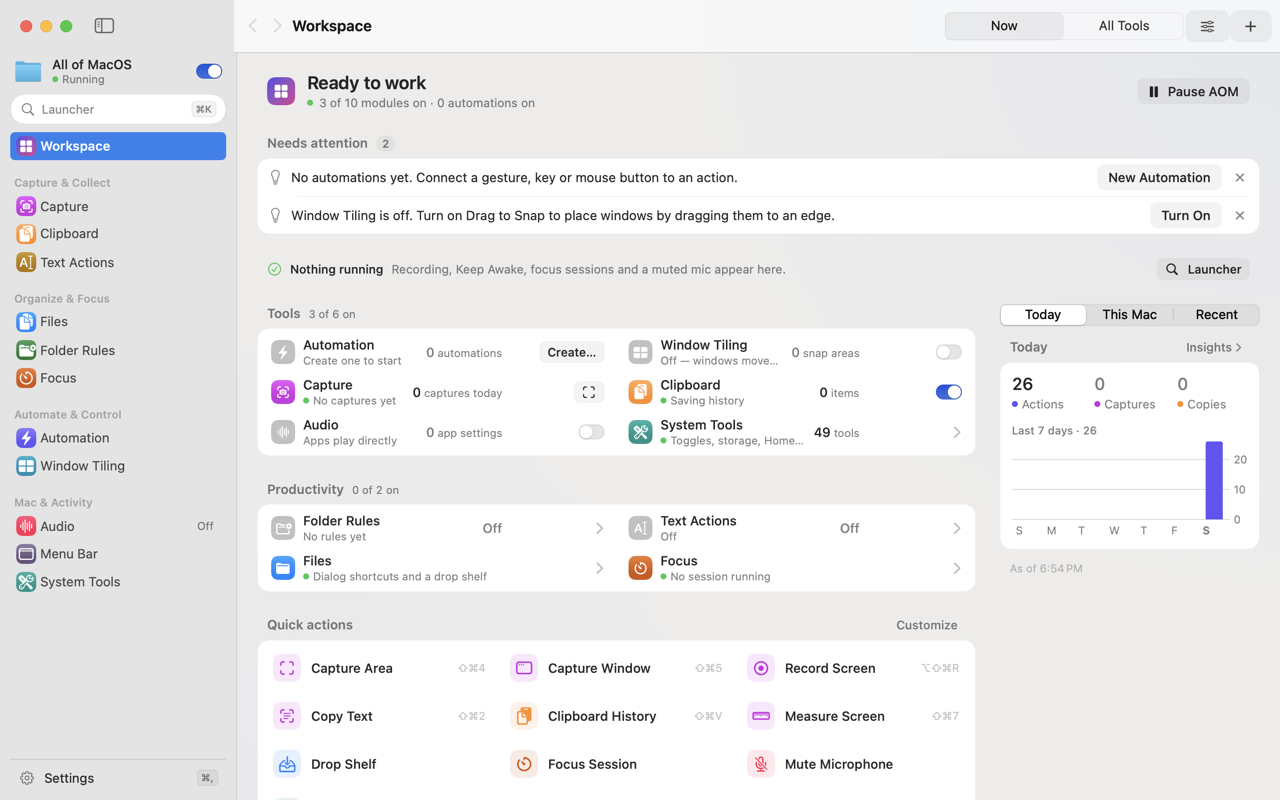 Workspace
Now
All Tools
All of MacOS
Running
Launcher
⌘K
Workspace
Capture & Collect
Capture
Clipboard
Text Actions
Organize & Focus
Files
Folder Rules
Focus
Automate & Control
Automation
Window Tiling
Mac & Activity
Audio Off
Menu Bar
System Tools
Settings ⌘,
Ready to work
3 of 10 modules on · 0 automations on
Pause AOM
Needs attention 2
No automations yet. Connect a gesture, key or mouse button to an action.
New Automation
Window Tiling is off. Turn on Drag to Snap to place windows by dragging them to an edge.
Turn On
Nothing running Recording, Keep Awake, focus sessions and a muted mic appear here.
Launcher
Tools 3 of 6 on
Automation
Create one to start
0 automations
Create...
Window Tiling
Off — windows move...
0 snap areas
Capture
No captures yet
0 captures today
Clipboard
Saving history
0 items
Audio
Apps play directly
0 app settings
System Tools
Toggles, storage, Home...
49 tools
Productivity 0 of 2 on
Folder Rules
No rules yet
Off
Text Actions
Off
Off
Files
Dialog shortcuts and a drop shelf
Focus
No session running
Quick actions
Customize
Capture Area ⇧⌘4
Capture Window ⇧⌘5
Record Screen ⌥⇧⌘R
Copy Text ⇧⌘2
Clipboard History ⇧⌘V
Measure Screen ⇧⌘7
Drop Shelf
Focus Session
Mute Microphone
Today This Mac Recent
Today
Insights
26 0 0
Actions Captures Copies
Last 7 days · 26
20
10
0
S M T W T F S
As of 6:54 PM